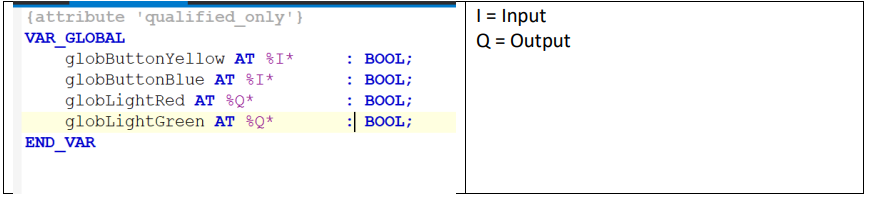 {attribute 'qualified_only'}
VAR_GLOBAL
globButtonYellow AT %I* : BOOL;
globButtonBlue AT %I* : BOOL;
globLightRed AT %Q* : BOOL;
globLightGreen AT %Q* : BOOL;
END_VAR
I = Input
Q = Output